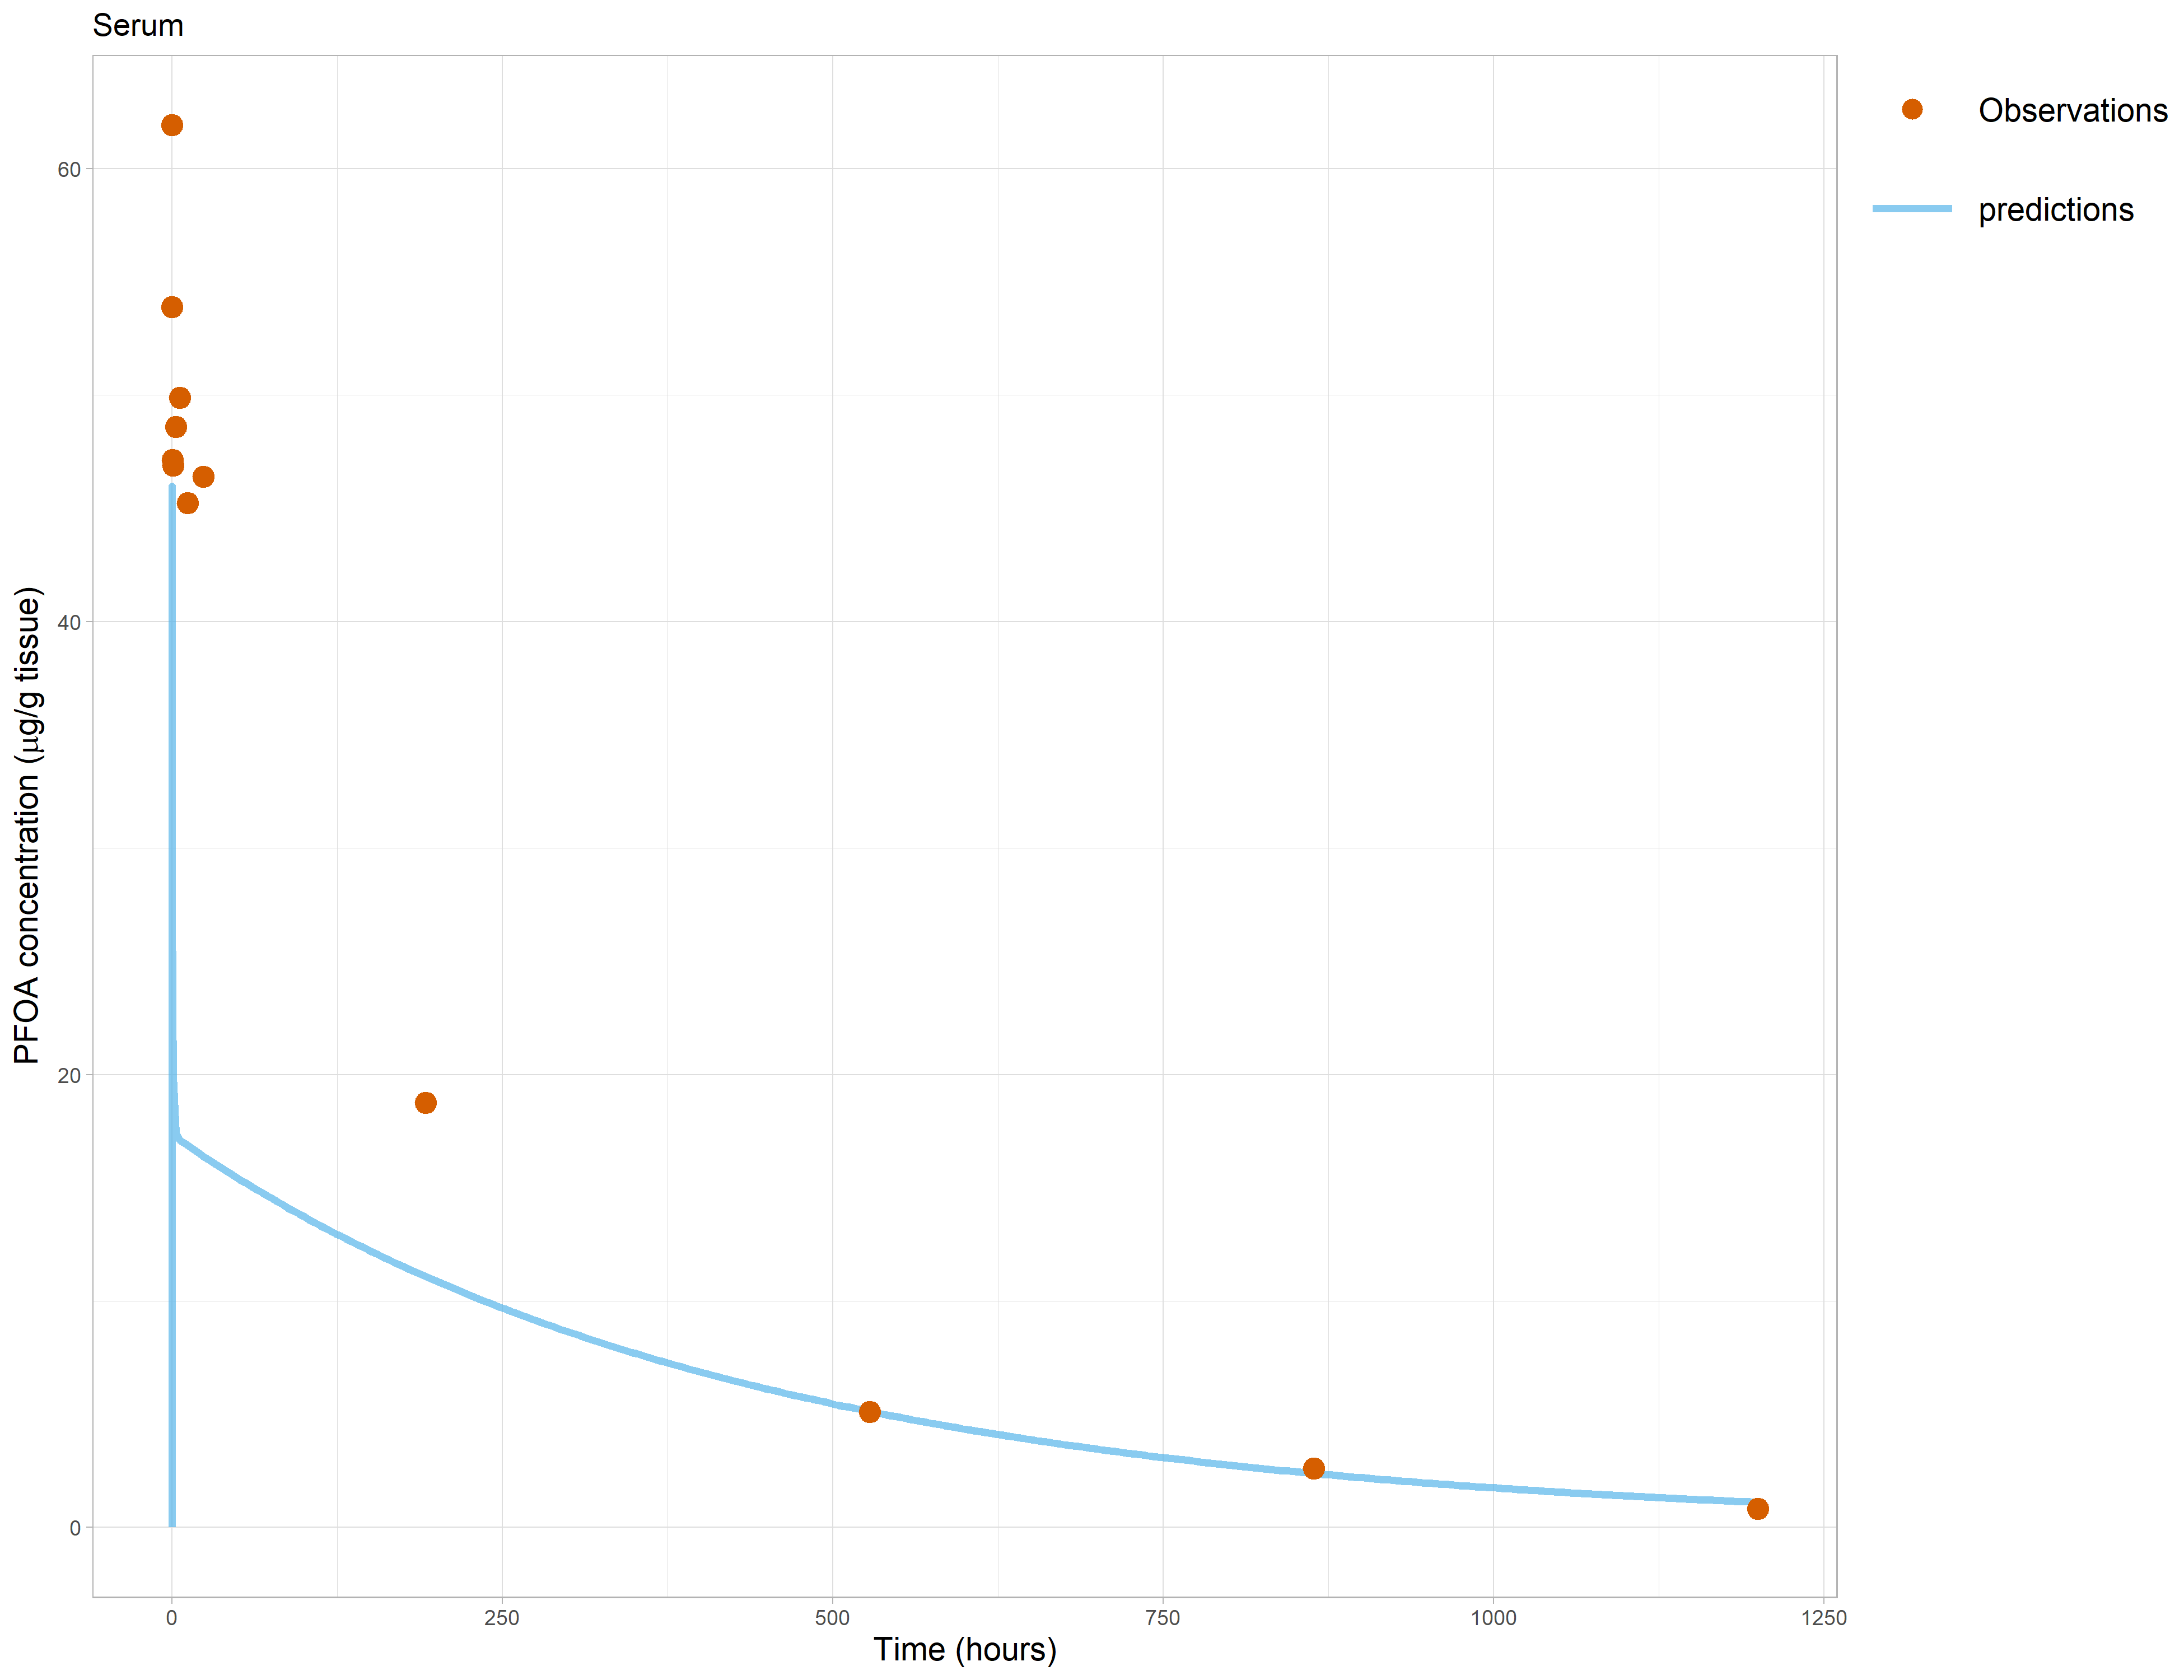 Serum
Observations
predictions
PFOA concentration (μg/g tissue)
60
40
20
0
0 250 500 750 1000 1250
Time (hours)